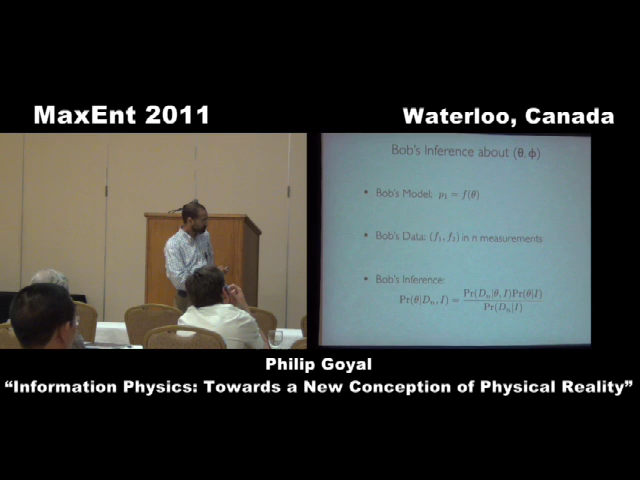 MaxEnt 2011
Waterloo, Canada
Bob's Inference about (θ, ϕ)
• Bob's Model: p₁ = f(θ)
• Bob's Data: (f₁, f₂) in n measurements
• Bob's Inference:
Pr(θ|Dₙ, I) = Pr(Dₙ|θ, I)Pr(θ|I) / Pr(Dₙ|I)
Philip Goyal
“Information Physics: Towards a New Conception of Physical Reality”